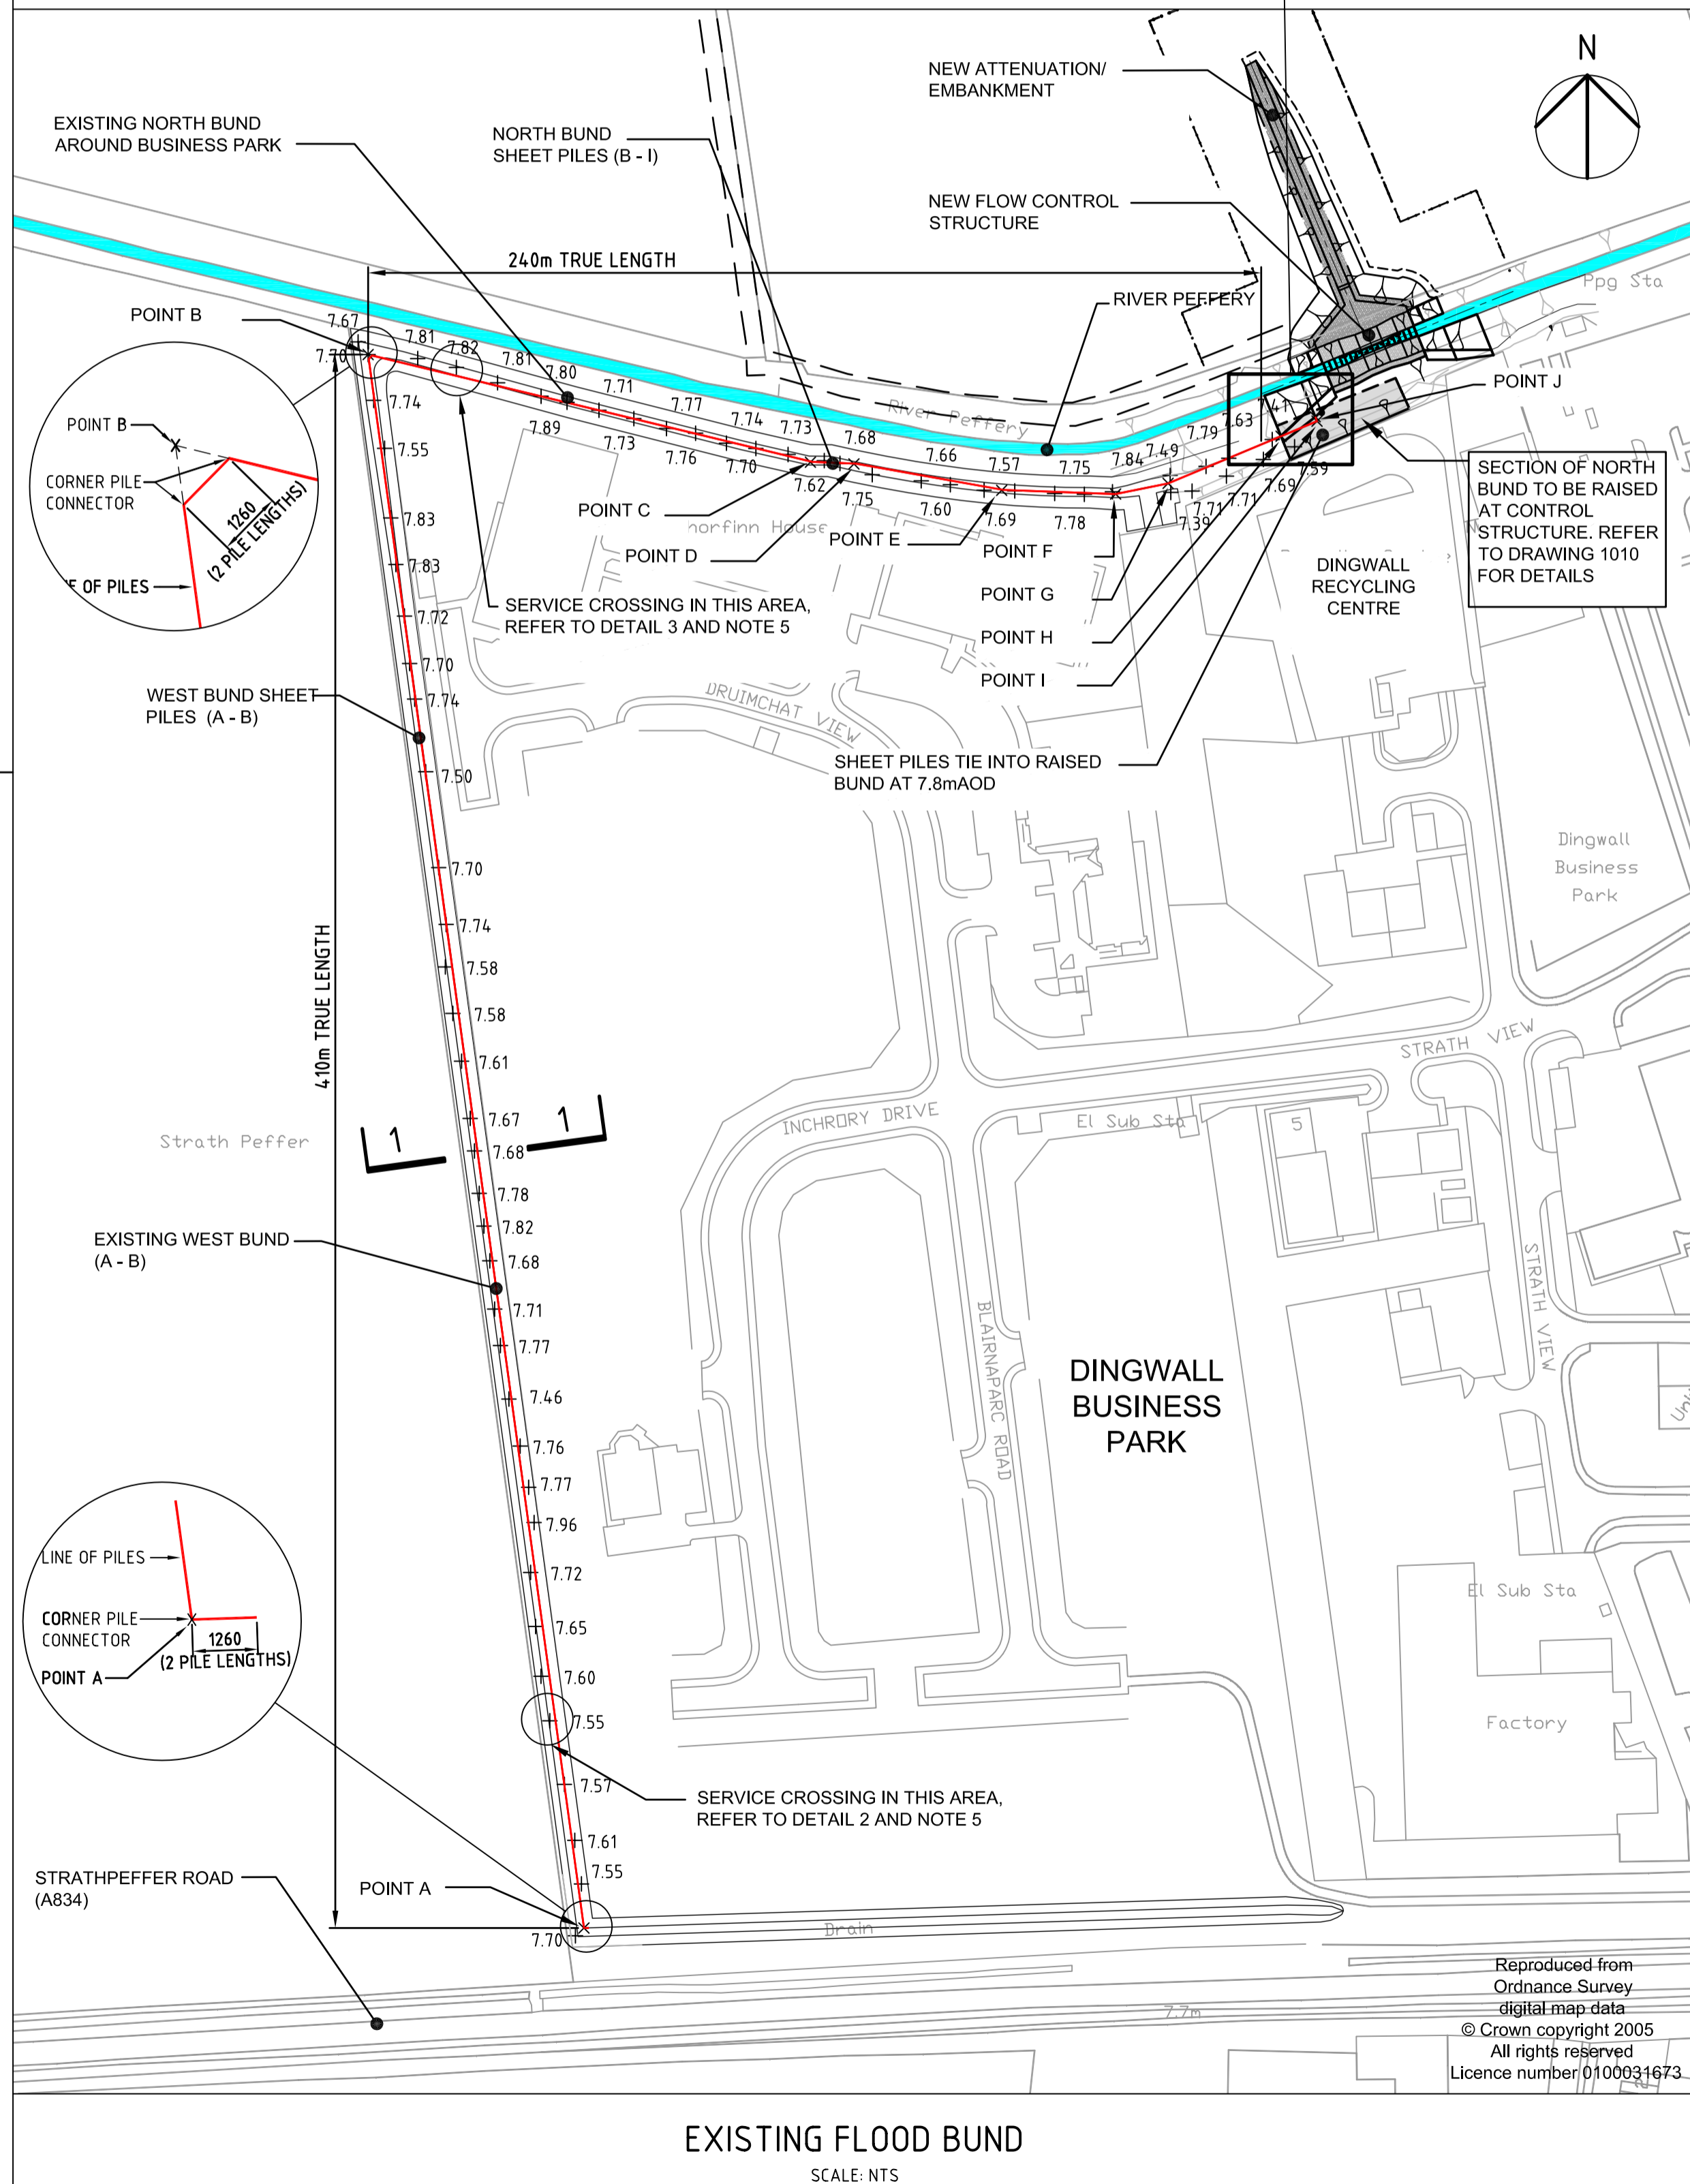 NEW ATTENUATION/
EMBANKMENT
N
EXISTING NORTH BUND
AROUND BUSINESS PARK
NORTH BUND
SHEET PILES (B - I)
NEW FLOW CONTROL
STRUCTURE
240m TRUE LENGTH
RIVER PEFFERY
Ppg Sta
POINT B
7.67
7.70
7.81
7.82
7.81
7.80
7.71
7.77
7.74
7.73
7.68
7.66
7.57
7.75
7.84
7.49
7.79
7.63
7.41
River Peffery
POINT J
7.74
7.55
7.89
7.73
7.76
7.70
7.62
7.75
7.60
7.69
7.78
7.39
7.71
7.71
7.69
7.59
POINT B
CORNER PILE
CONNECTOR
1260
(2 PILE LENGTHS)
OF PILES
SECTION OF NORTH
BUND TO BE RAISED
AT CONTROL
STRUCTURE. REFER
TO DRAWING 1010
FOR DETAILS
POINT C
House
POINT D
POINT E
POINT F
POINT G
POINT H
POINT I
DINGWALL
RECYCLING
CENTRE
7.83
7.83
7.72
7.70
7.74
7.50
SERVICE CROSSING IN THIS AREA,
REFER TO DETAIL 3 AND NOTE 5
WEST BUND SHEET
PILES (A - B)
DRUIMCHAT VIEW
SHEET PILES TIE INTO RAISED
BUND AT 7.8mAOD
Dingwall
Business
Park
7.70
7.74
7.58
7.58
7.61
7.67
7.68
7.78
7.82
7.68
7.71
7.77
7.46
7.76
7.77
7.96
7.72
7.65
7.60
7.55
7.57
7.61
7.55
7.70
410m TRUE LENGTH
STRATH VIEW
INCHRORY DRIVE
El Sub Sta
5
1
1
Strath Peffer
EXISTING WEST BUND
(A - B)
STRATH VIEW
BLAIRNAPARC ROAD
DINGWALL
BUSINESS
PARK
LINE OF PILES
CORNER PILE
CONNECTOR
1260
(2 PILE LENGTHS)
POINT A
El Sub Sta
Factory
SERVICE CROSSING IN THIS AREA,
REFER TO DETAIL 2 AND NOTE 5
STRATHPEFFER ROAD
(A834)
POINT A
Drain
7.7m
Reproduced from
Ordnance Survey
digital map data
© Crown copyright 2005
All rights reserved
Licence number 0100031673
EXISTING FLOOD BUND
SCALE: NTS